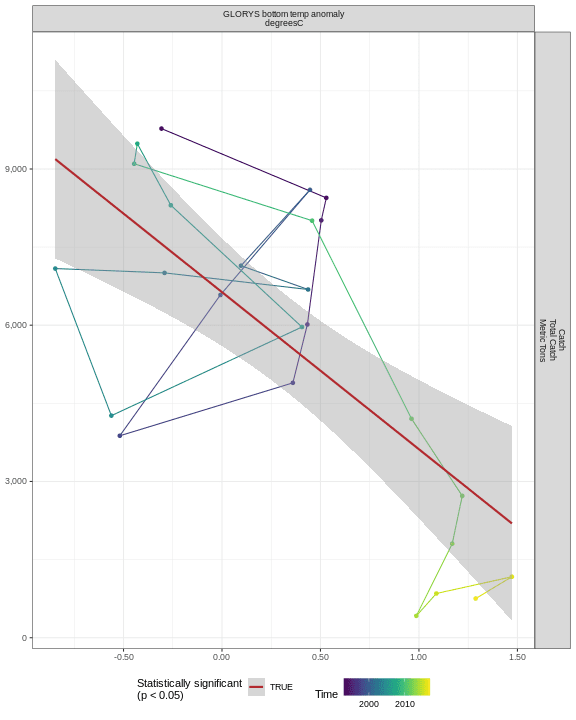 GLORYS bottom temp anomaly
degreesC
9,000
6,000
3,000
0
-0.50
0.00
0.50
1.00
1.50
Catch
Total Catch
Metric Tons
Statistically significant
(p < 0.05)
TRUE
Time
2000
2010